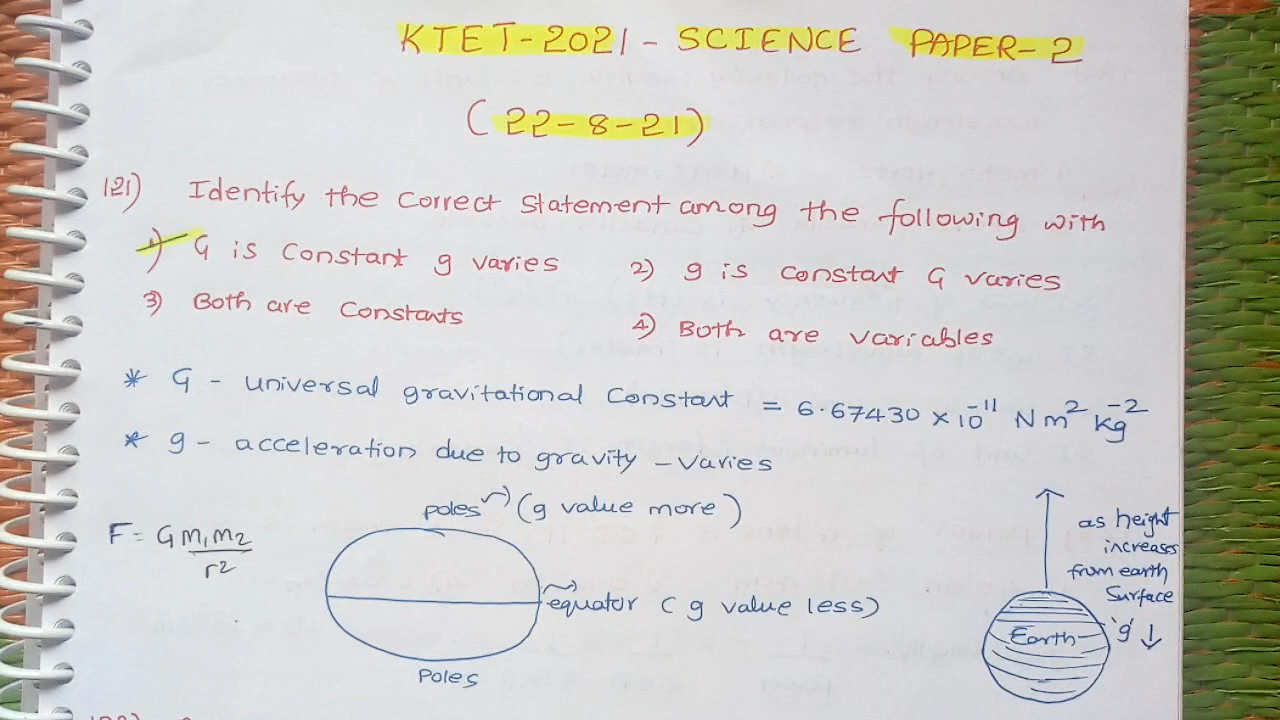 KTET-2021 - SCIENCE PAPER-2
(22-8-21)
121) Identify the Correct Statement among the following with
1) G is Constant g varies 2) g is constant G varies
3) Both are Constants 4) Both are variables
* G - universal gravitational Constant = 6.67430 × 10⁻¹¹ N m² kg⁻²
* g - acceleration due to gravity - Varies
poles (g value more)
F = G m₁m₂ / r²
equator (g value less)
Poles
as height
increases
from earth
Surface
'g' ↓
Earth